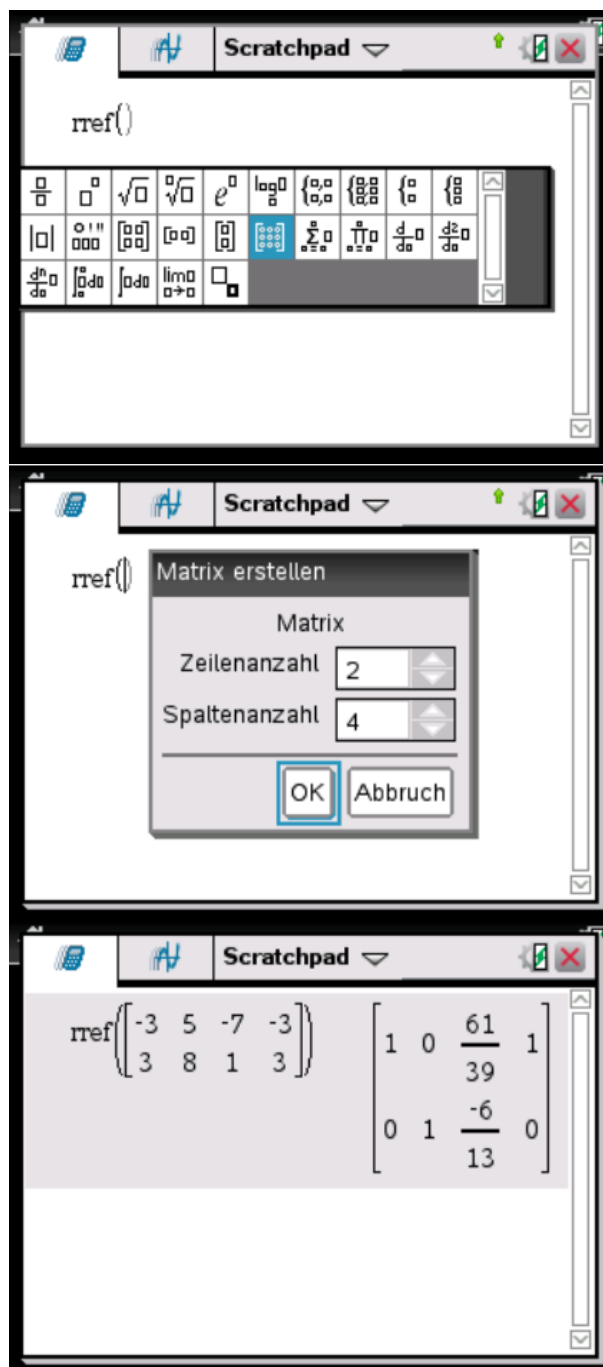 Scratchpad
rref()
Scratchpad
rref()
Matrix erstellen
Matrix
Zeilenanzahl 2
Spaltenanzahl 4
OK Abbruch
Scratchpad
rref([-3 5 -7 -3
3 8 1 3])
[1 0 61/39 1
0 1 -6/13 0]